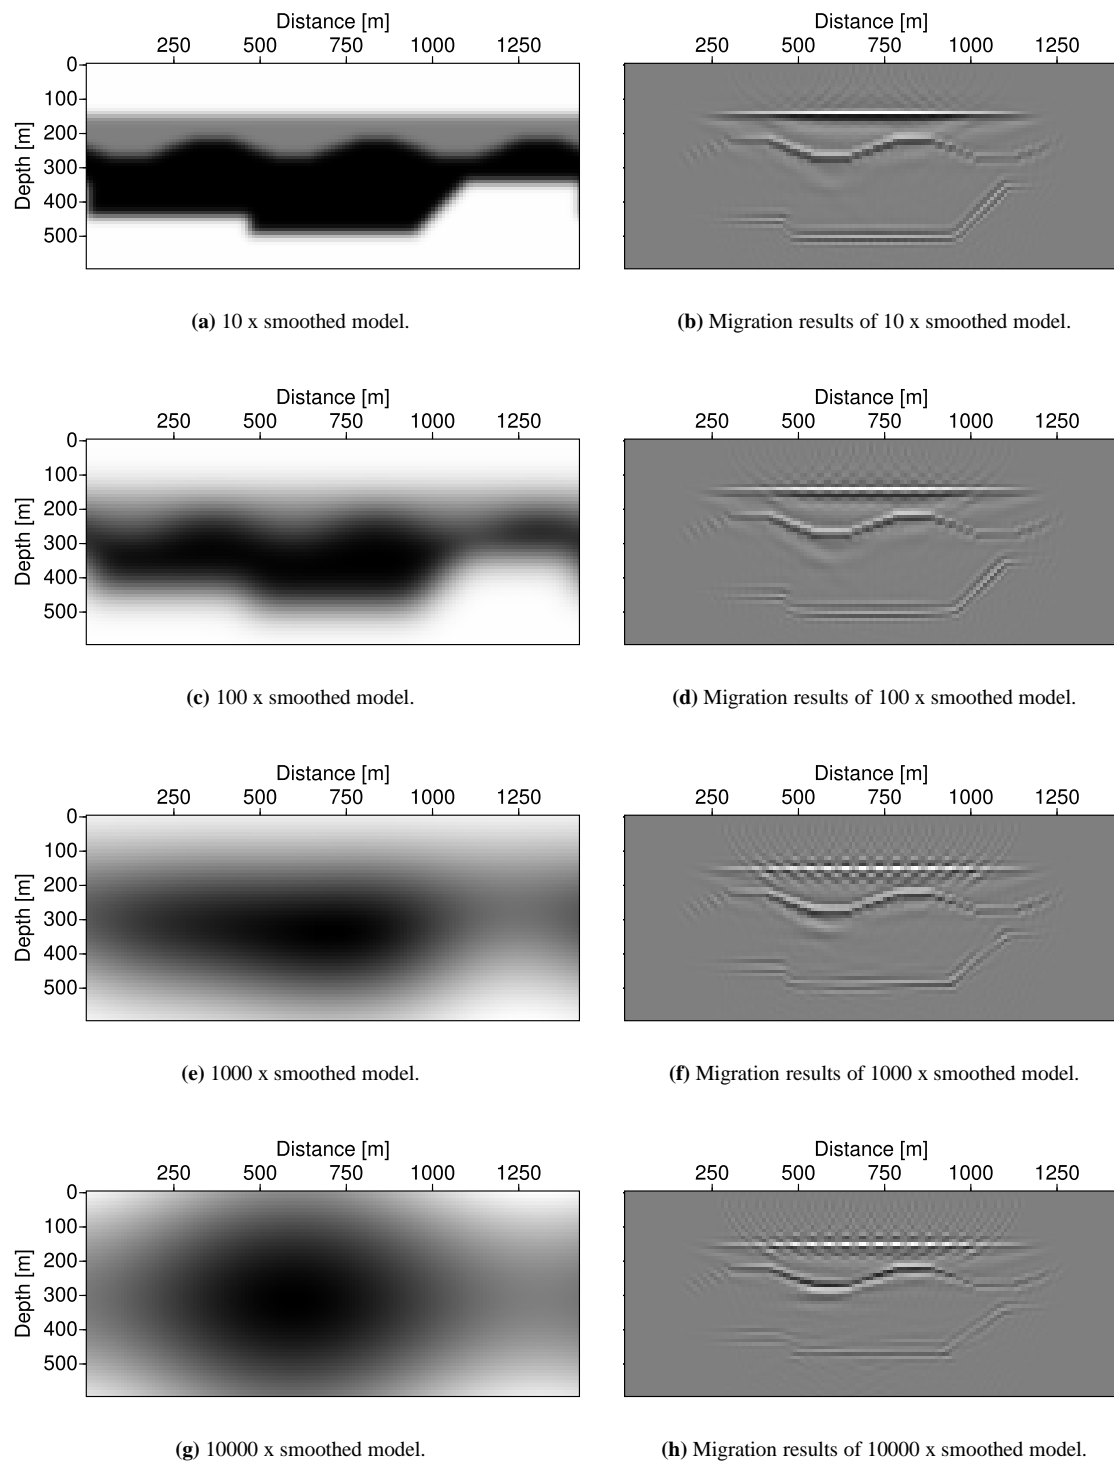 Distance [m]
250 500 750 1000 1250
0
100
200
300
400
500
Depth [m]
Distance [m]
250 500 750 1000 1250
(a) 10 x smoothed model.
(b) Migration results of 10 x smoothed model.
Distance [m]
250 500 750 1000 1250
0
100
200
300
400
500
Depth [m]
Distance [m]
250 500 750 1000 1250
(c) 100 x smoothed model.
(d) Migration results of 100 x smoothed model.
Distance [m]
250 500 750 1000 1250
0
100
200
300
400
500
Depth [m]
Distance [m]
250 500 750 1000 1250
(e) 1000 x smoothed model.
(f) Migration results of 1000 x smoothed model.
Distance [m]
250 500 750 1000 1250
0
100
200
300
400
500
Depth [m]
Distance [m]
250 500 750 1000 1250
(g) 10000 x smoothed model.
(h) Migration results of 10000 x smoothed model.